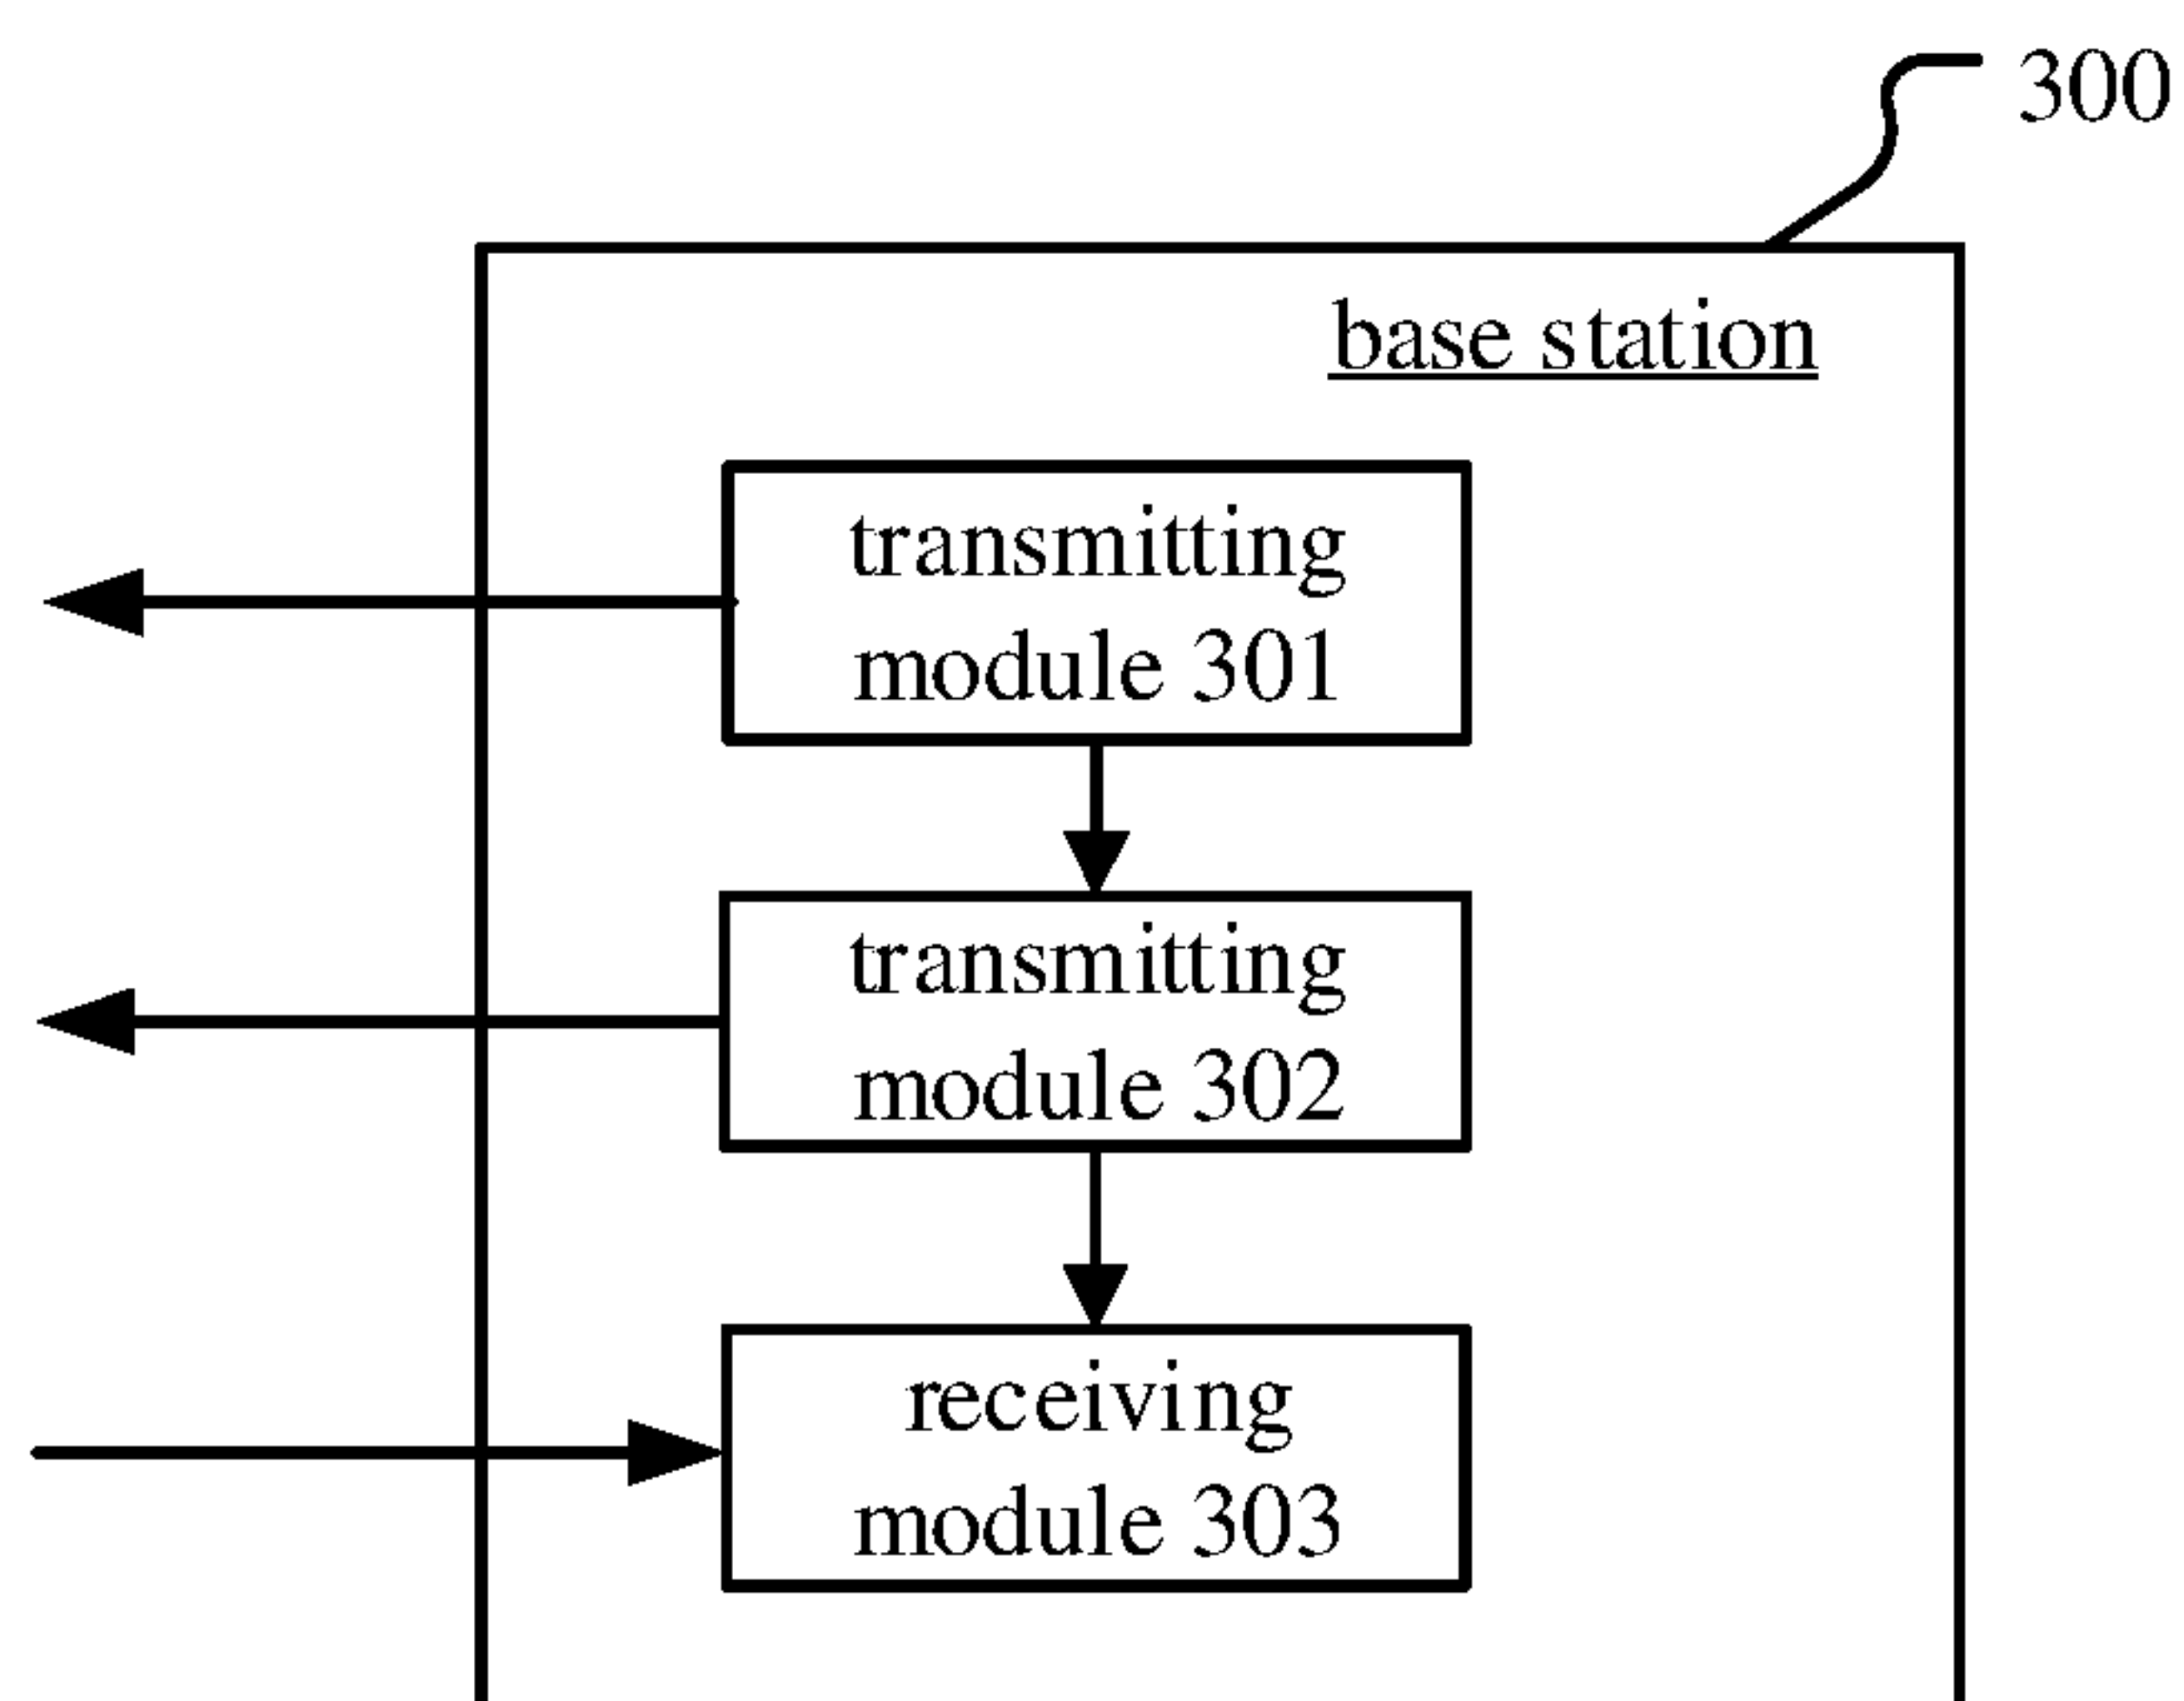 300
base station
transmitting
module 301
transmitting
module 302
receiving
module 303